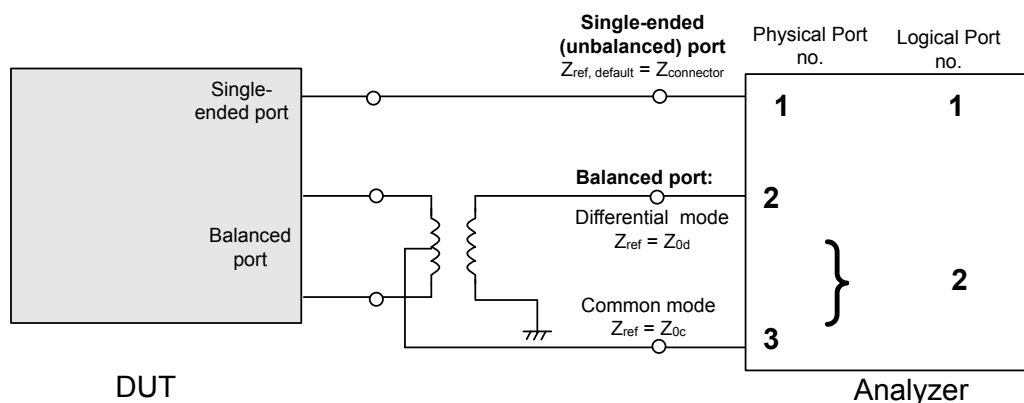 Single-ended
(unbalanced) port
Zref, default = Zconnector
Physical Port
no.
Logical Port
no.
Single-
ended port
1
1
Balanced port:
2
Differential mode
Zref = Z0d
Balanced
port
}
2
Common mode
Zref = Z0c
3
DUT
Analyzer